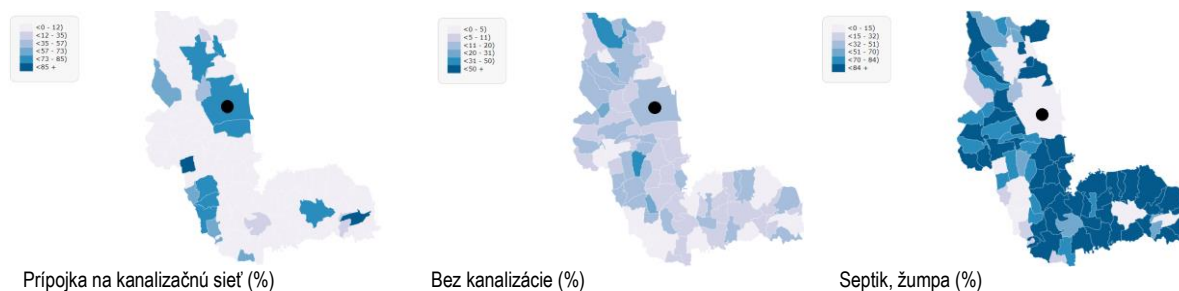 <0 - 12)
<12 - 35)
<35 - 57)
<57 - 73)
<73 - 85)
<85 +
Prípojka na kanalizačnú sieť (%)
<0 - 5)
<5 - 11)
<11 - 20)
<20 - 31)
<31 - 50)
<50 +
Bez kanalizácie (%)
<0 - 15)
<15 - 32)
<32 - 51)
<51 - 70)
<70 - 84)
<84 +
Septik, žumpa (%)